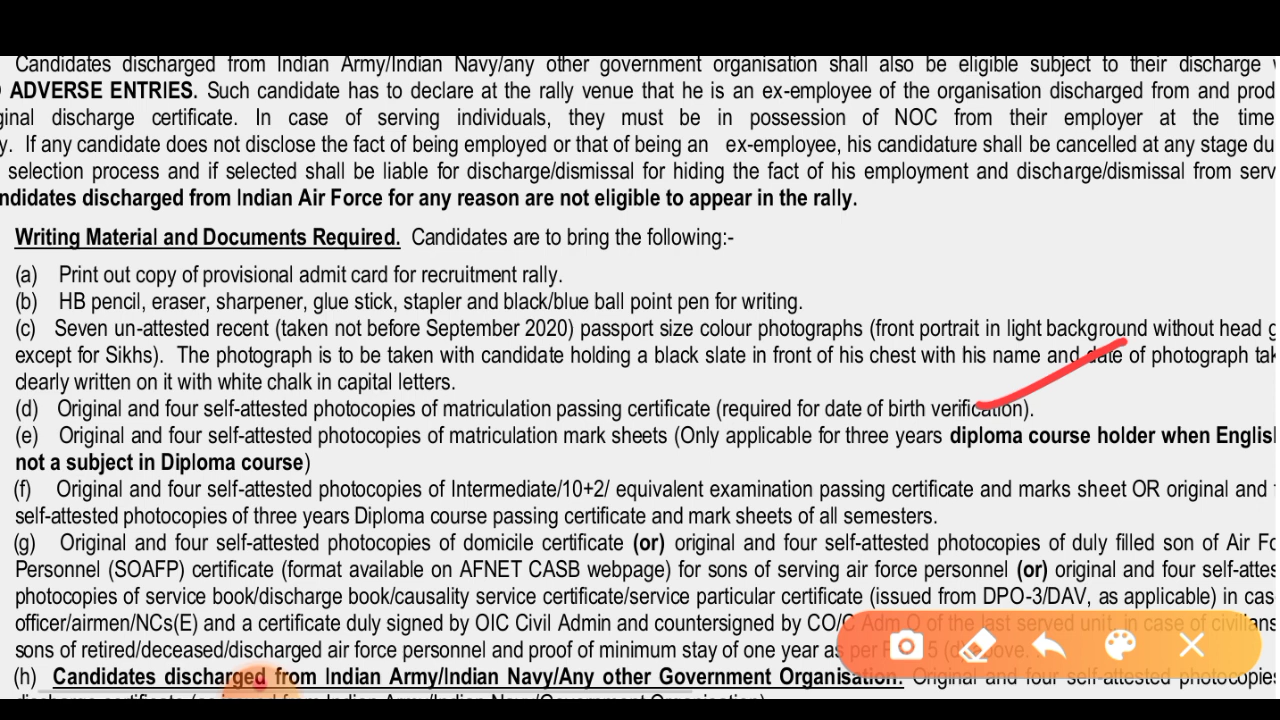 Candidates discharged from Indian Army/Indian Navy/any other government organisation shall also be eligible subject to their discharge
ADVERSE ENTRIES. Such candidate has to declare at the rally venue that he is an ex-employee of the organisation discharged from and prod
ginal discharge certificate. In case of serving individuals, they must be in possession of NOC from their employer at the time
y. If any candidate does not disclose the fact of being employed or that of being an ex-employee, his candidature shall be cancelled at any stage du
selection process and if selected shall be liable for discharge/dismissal for hiding the fact of his employment and discharge/dismissal from serv
ndidates discharged from Indian Air Force for any reason are not eligible to appear in the rally.
Writing Material and Documents Required. Candidates are to bring the following:-
(a) Print out copy of provisional admit card for recruitment rally.
(b) HB pencil, eraser, sharpener, glue stick, stapler and black/blue ball point pen for writing.
(c) Seven un-attested recent (taken not before September 2020) passport size colour photographs (front portrait in light background without head g
except for Sikhs). The photograph is to be taken with candidate holding a black slate in front of his chest with his name and date of photograph tak
clearly written on it with white chalk in capital letters.
(d) Original and four self-attested photocopies of matriculation passing certificate (required for date of birth verification).
(e) Original and four self-attested photocopies of matriculation mark sheets (Only applicable for three years diploma course holder when Englis
not a subject in Diploma course)
(f) Original and four self-attested photocopies of Intermediate/10+2/ equivalent examination passing certificate and marks sheet OR original and
self-attested photocopies of three years Diploma course passing certificate and mark sheets of all semesters.
(g) Original and four self-attested photocopies of domicile certificate (or) original and four self-attested photocopies of duly filled son of Air Fo
Personnel (SOAFP) certificate (format available on AFNET CASB webpage) for sons of serving air force personnel (or) original and four self-attes
photocopies of service book/discharge book/causality service certificate/service particular certificate (issued from DPO-3/DAV, as applicable) in cas
officer/airmen/NCs(E) and a certificate duly signed by OIC Civil Admin and countersigned by CO/C Adm O of the last served unit, in case of civilians
sons of retired/deceased/discharged air force personnel and proof of minimum stay of one year as per
(h) Candidates discharged from Indian Army/Indian Navy/Any other Government Organisation. Original and four self-attested photocopies